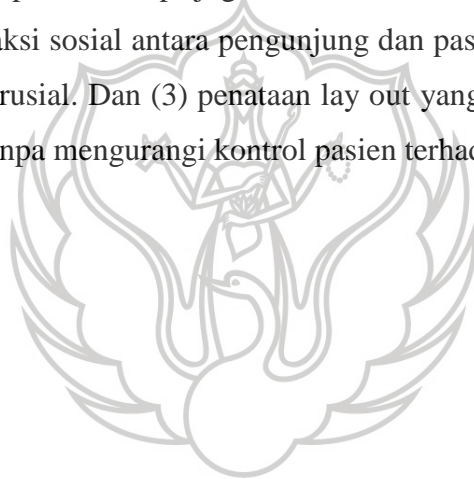 aksi sosial antara pengunjung dan pas
rusial. Dan (3) penataan lay out yang
npa mengurangi kontrol pasien terhad